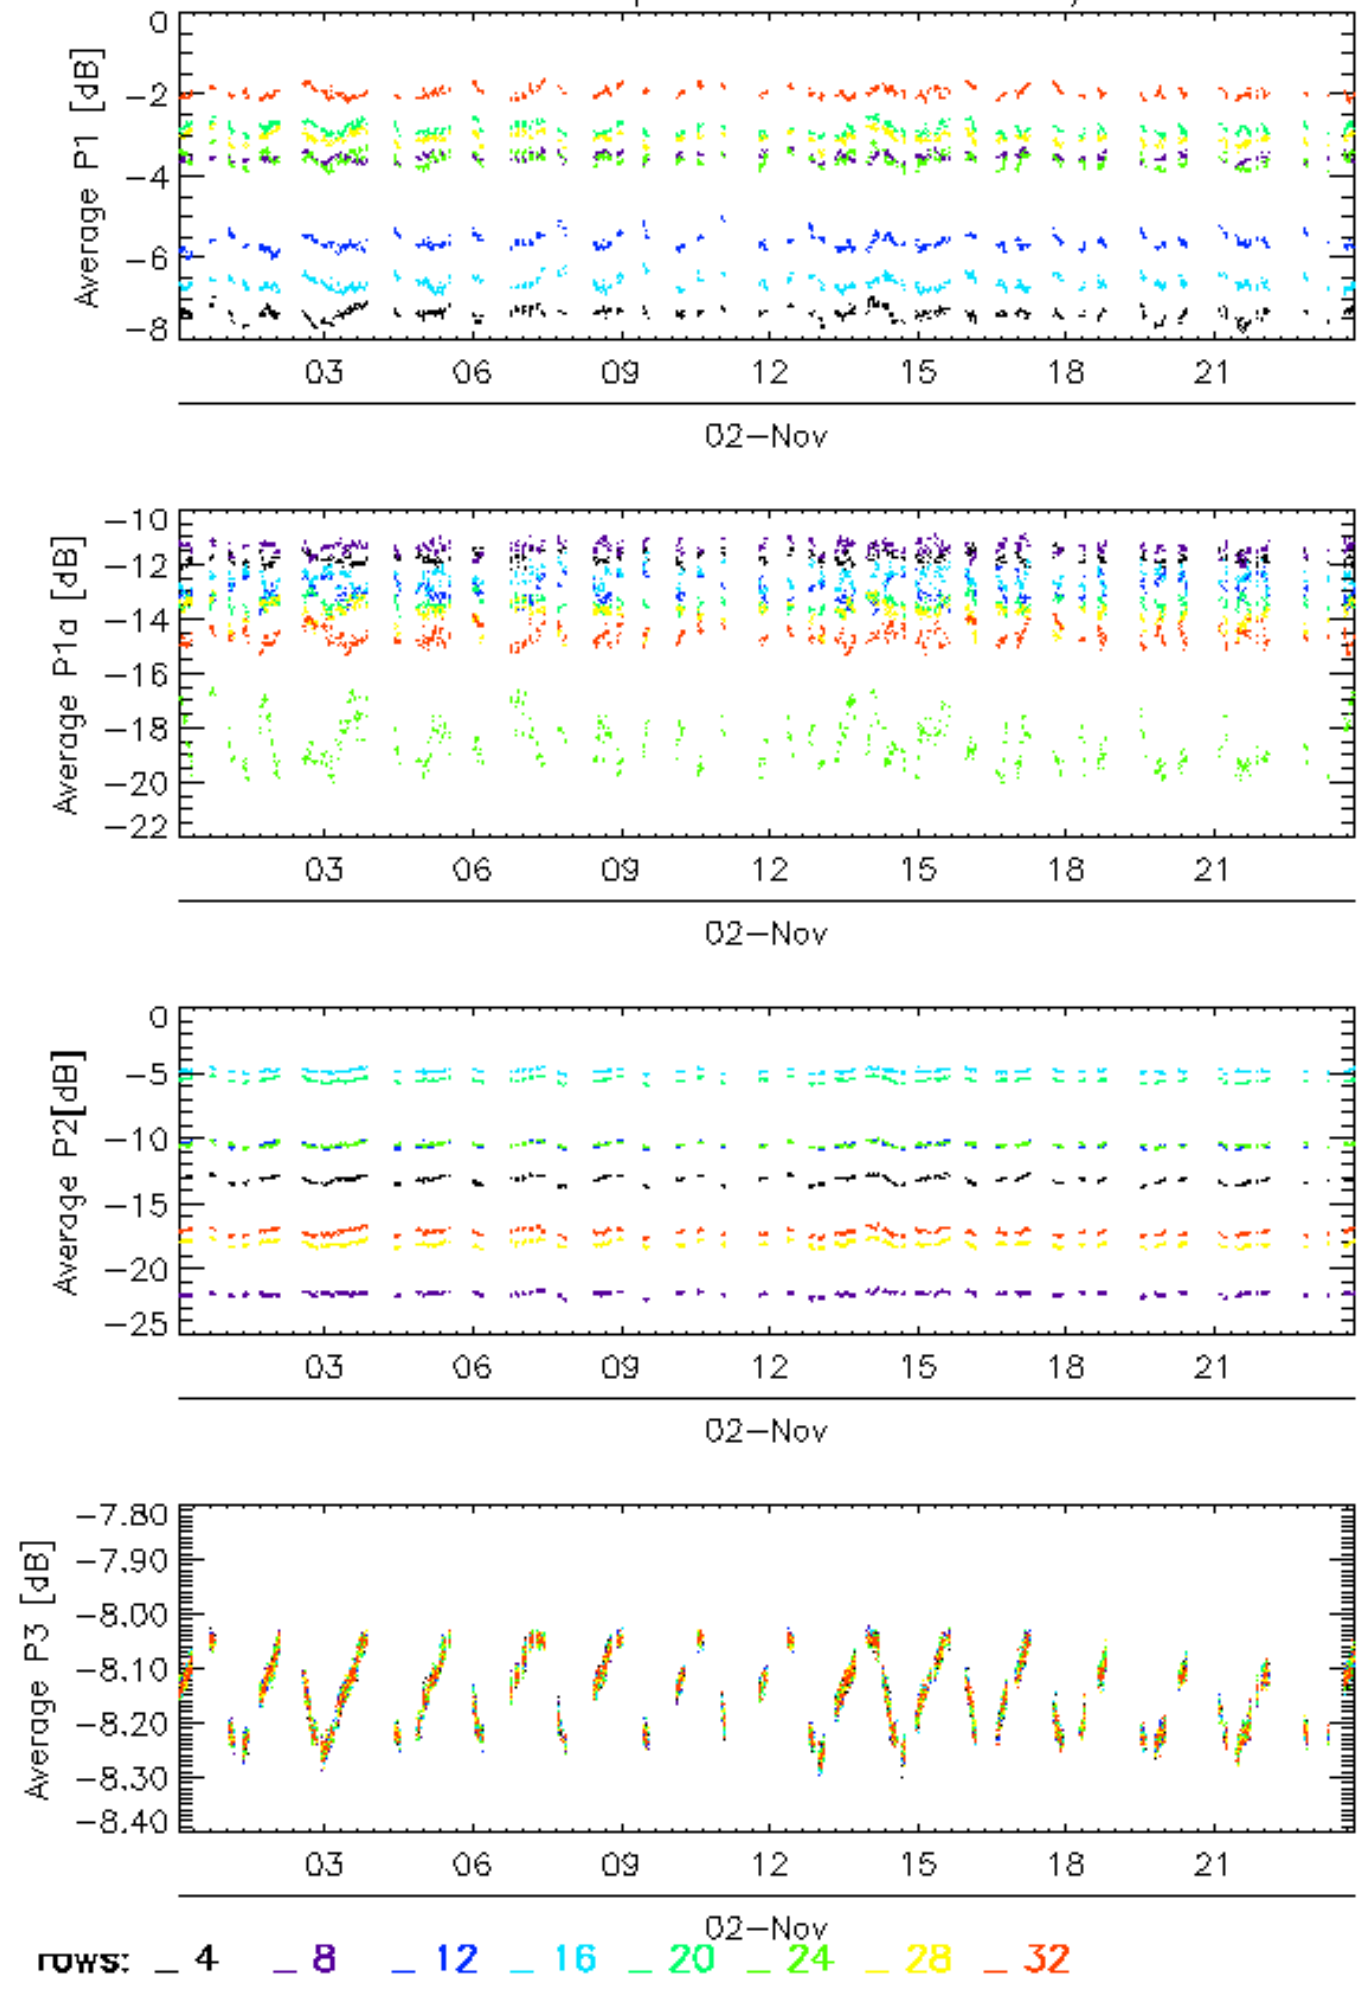 Average P1 [dB]
0
−2
−4
−6
−8
03 06 09 12 15 18 21
02−Nov
Average P1a [dB]
−10
−12
−14
−16
−18
−20
−22
03 06 09 12 15 18 21
02−Nov
Average P2[dB]
0
−5
−10
−15
−20
−25
03 06 09 12 15 18 21
02−Nov
Average P3 [dB]
−7.80
−7.90
−8.00
−8.10
−8.20
−8.30
−8.40
03 06 09 12 15 18 21
02−Nov
rows: _ 4 _ 8 _ 12 _ 16 _ 20 _ 24 _ 28 _ 32